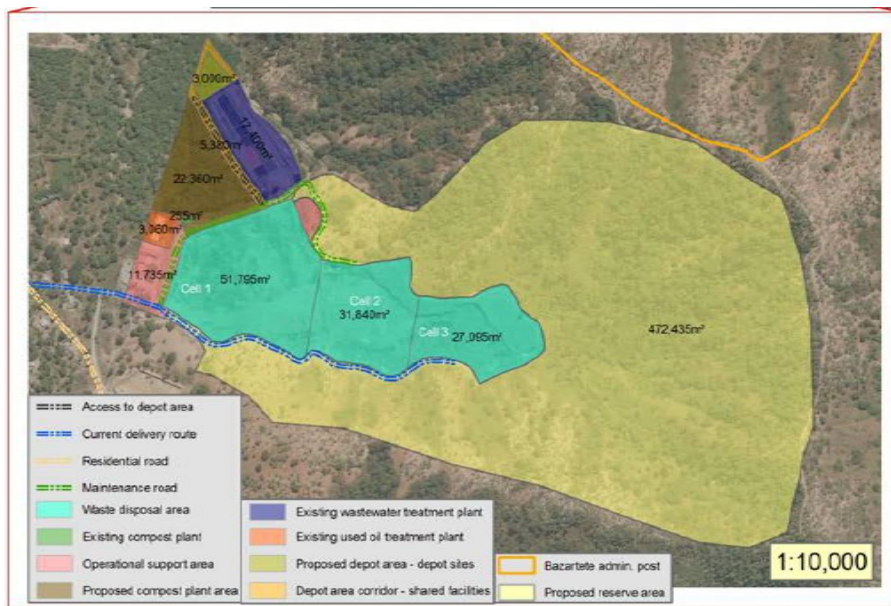 3,000m²
17,400m²
5,380m²
22,360m²
255m²
3,060m²
11,735m²
Cell 1
51,795m²
Cell 2
31,640m²
Cell 3
27,095m²
472,435m²
Access to depot area
Current delivery route
Residential road
Maintenance road
Waste disposal area
Existing compost plant
Operational support area
Proposed compost plant area
Existing wastewater treatment plant
Existing used oil treatment plant
Proposed depot area - depot sites
Depot area corridor - shared facilities
Bazartete admin. post
Proposed reserve area
1:10,000